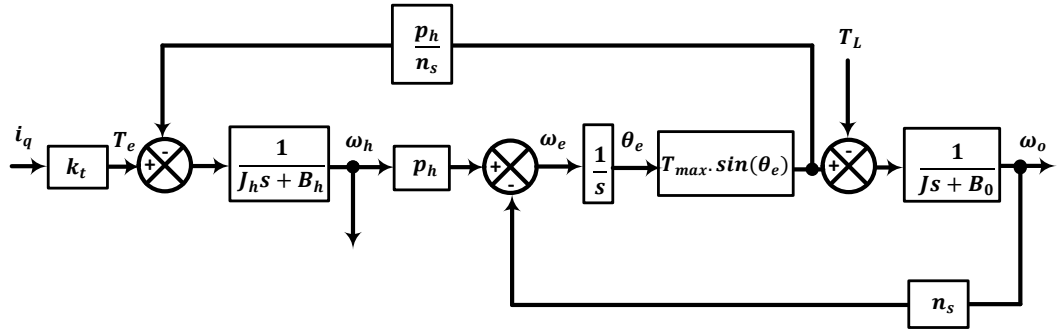 p_h
n_s
T_L
i_q
k_t
T_e
+
-
1
J_h s + B_h
ω_h
p_h
+
-
ω_e
1
s
θ_e
T_max. sin(θ_e)
+
-
1
Js + B_0
ω_o
n_s